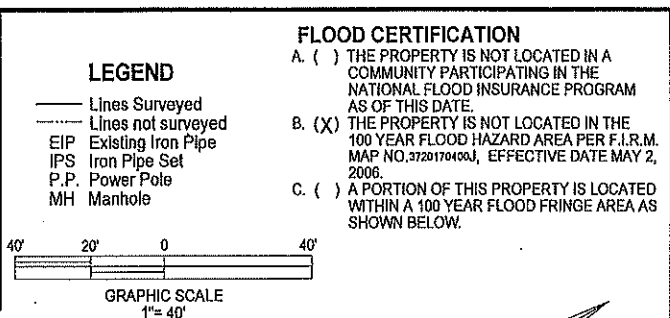 LEGEND
Lines Surveyed
Lines not surveyed
EIP Existing Iron Pipe
IPS Iron Pipe Set
P.P. Power Pole
MH Manhole
40' 20' 0 40'
GRAPHIC SCALE
1"= 40'
FLOOD CERTIFICATION
A. ( ) THE PROPERTY IS NOT LOCATED IN A
COMMUNITY PARTICIPATING IN THE
NATIONAL FLOOD INSURANCE PROGRAM
AS OF THIS DATE.
B. (X) THE PROPERTY IS NOT LOCATED IN THE
100 YEAR FLOOD HAZARD AREA PER F.I.R.M.
MAP NO.3720170400J, EFFECTIVE DATE MAY 2,
2006.
C. ( ) A PORTION OF THIS PROPERTY IS LOCATED
WITHIN A 100 YEAR FLOOD FRINGE AREA AS
SHOWN BELOW.